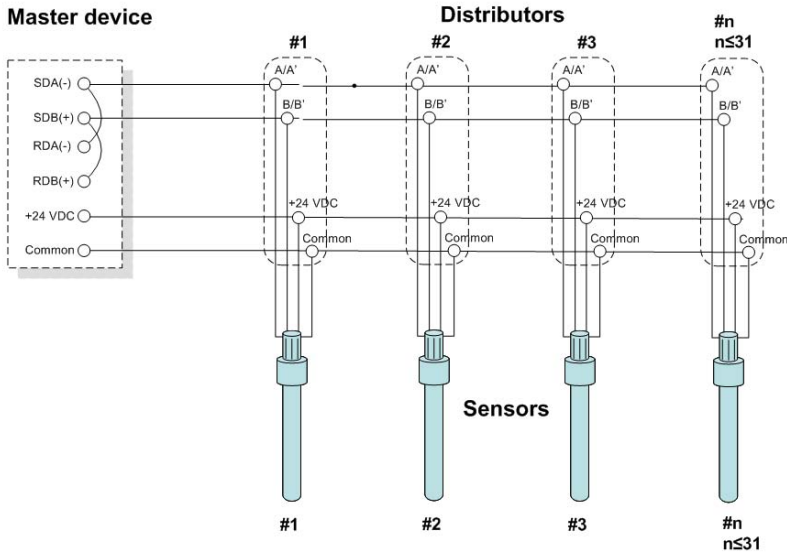 Master device
Distributors
#1
#2
#3
#n
n≤31
SDA(-)
SDB(+)
RDA(-)
RDB(+)
+24 VDC
Common
A/A'
B/B'
+24 VDC
Common
A/A'
B/B'
+24 VDC
Common
A/A'
B/B'
+24 VDC
Common
A/A'
B/B'
+24 VDC
Common
Sensors
#1
#2
#3
#n
n≤31